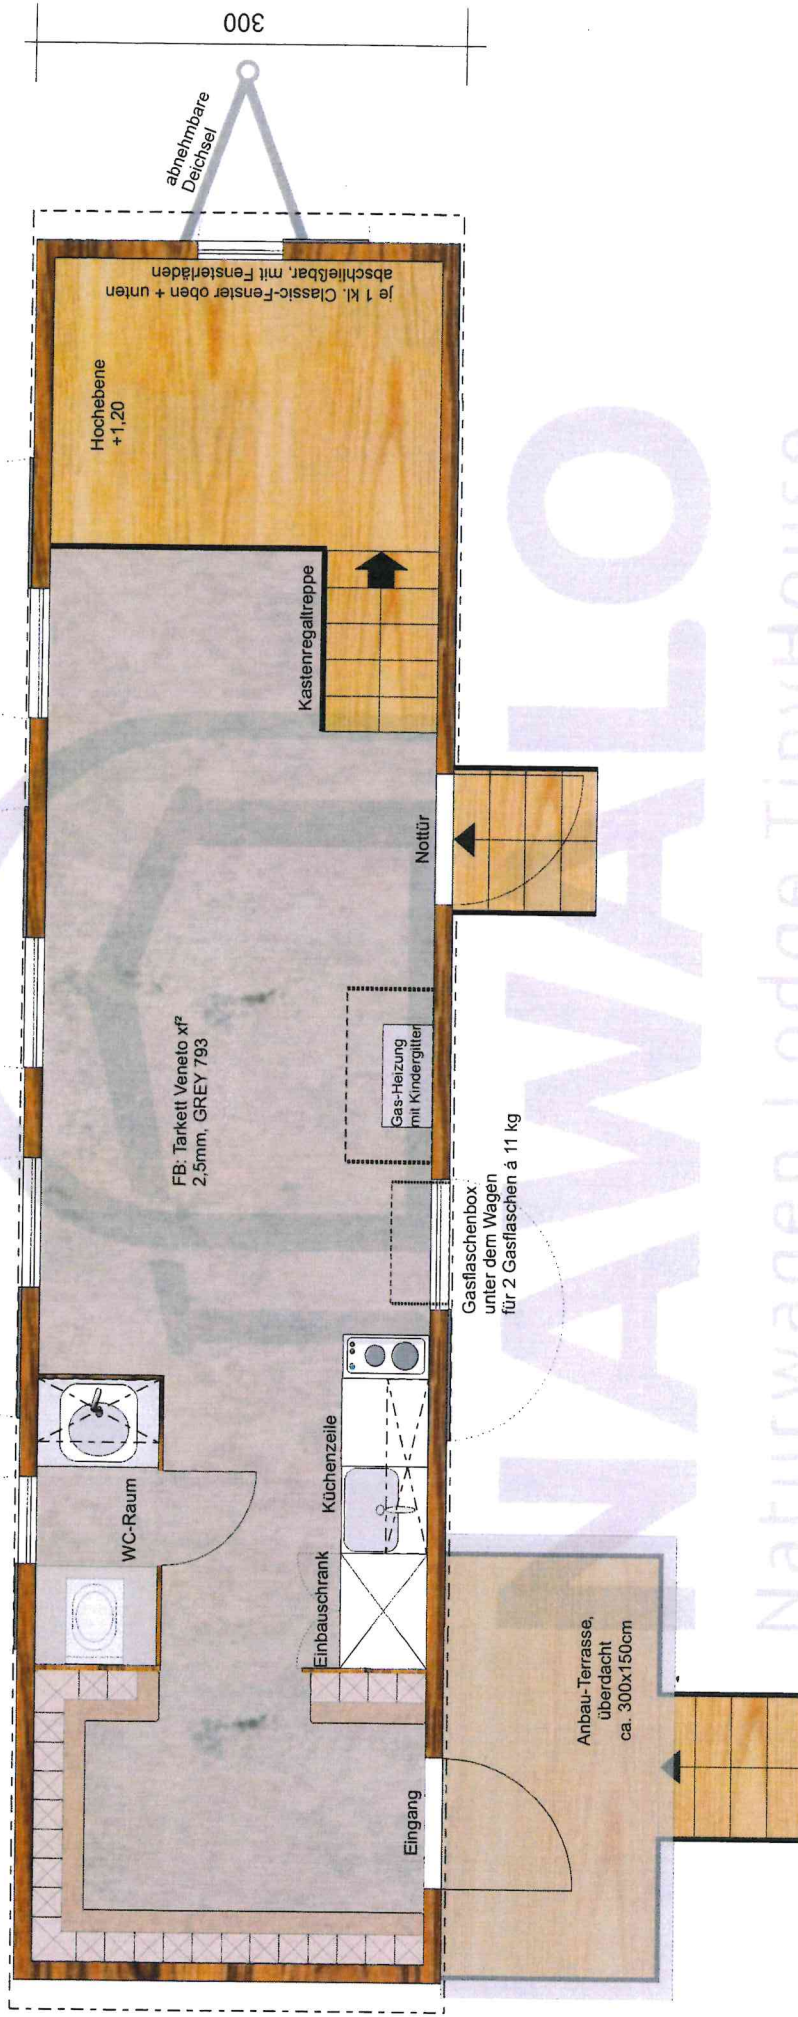 300
abnehmbare
Deichsel
je 1 kl. Classic-Fenster oben + unten
abschließbar, mit Fensterläden
Hochebene
+1,20
Kastenregaltreppe
Nottür
FB: Tarkett Veneto xf²
2,5mm, GREY 793
Gas-Heizung
mit Kindergitter
Gasflaschenbox
unter dem Wagen
für 2 Gasflaschen á 11 kg
WC-Raum
Küchenzeile
Einbauschrank
Eingang
Anbau-Terrasse,
überdacht
ca. 300x150cm
NAWALO
Naturwagen Lodge TinyHouse